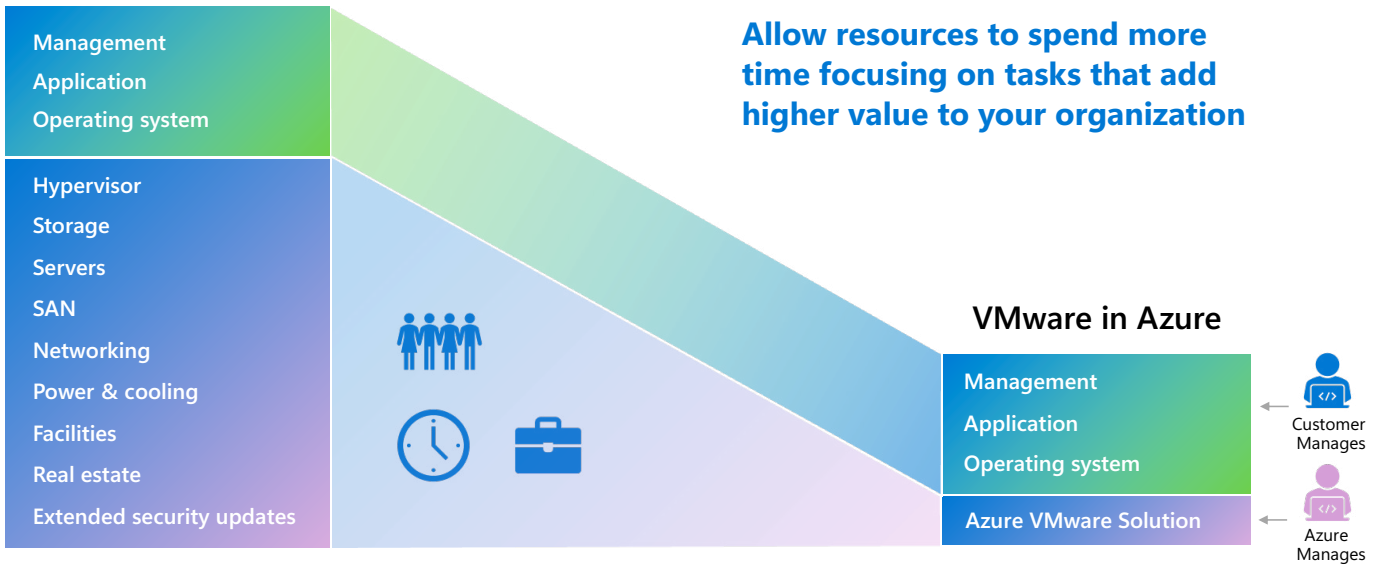 Management
Application
Operating system
Hypervisor
Storage
Servers
SAN
Networking
Power & cooling
Facilities
Real estate
Extended security updates
Allow resources to spend more
time focusing on tasks that add
higher value to your organization
VMware in Azure
Management
Application
Operating system
Azure VMware Solution
</>
Customer
Manages
</>
Azure
Manages